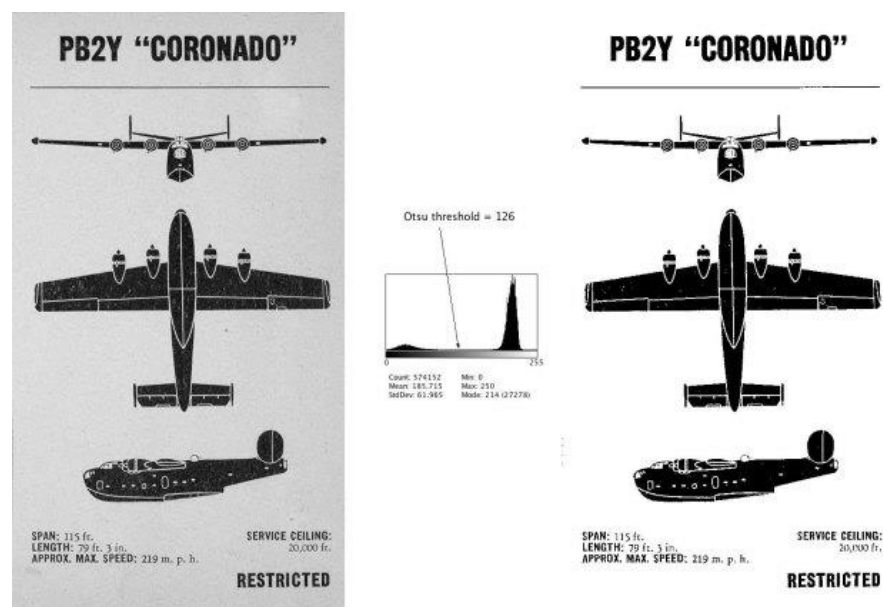 PB2Y “CORONADO”
SPAN: 115 ft.
LENGTH: 79 ft. 3 in.
APPROX. MAX. SPEED: 219 m. p. h.
SERVICE CEILING:
20,000 ft.
RESTRICTED
Otsu threshold = 126
0 255
Count: 574152 Min: 0
Mean: 185.715 Max: 250
StdDev: 61.965 Mode: 214 (27278)
PB2Y “CORONADO”
SPAN: 115 ft.
LENGTH: 79 ft. 3 in.
APPROX. MAX. SPEED: 219 m. p. h.
SERVICE CEILING:
20,000 ft.
RESTRICTED